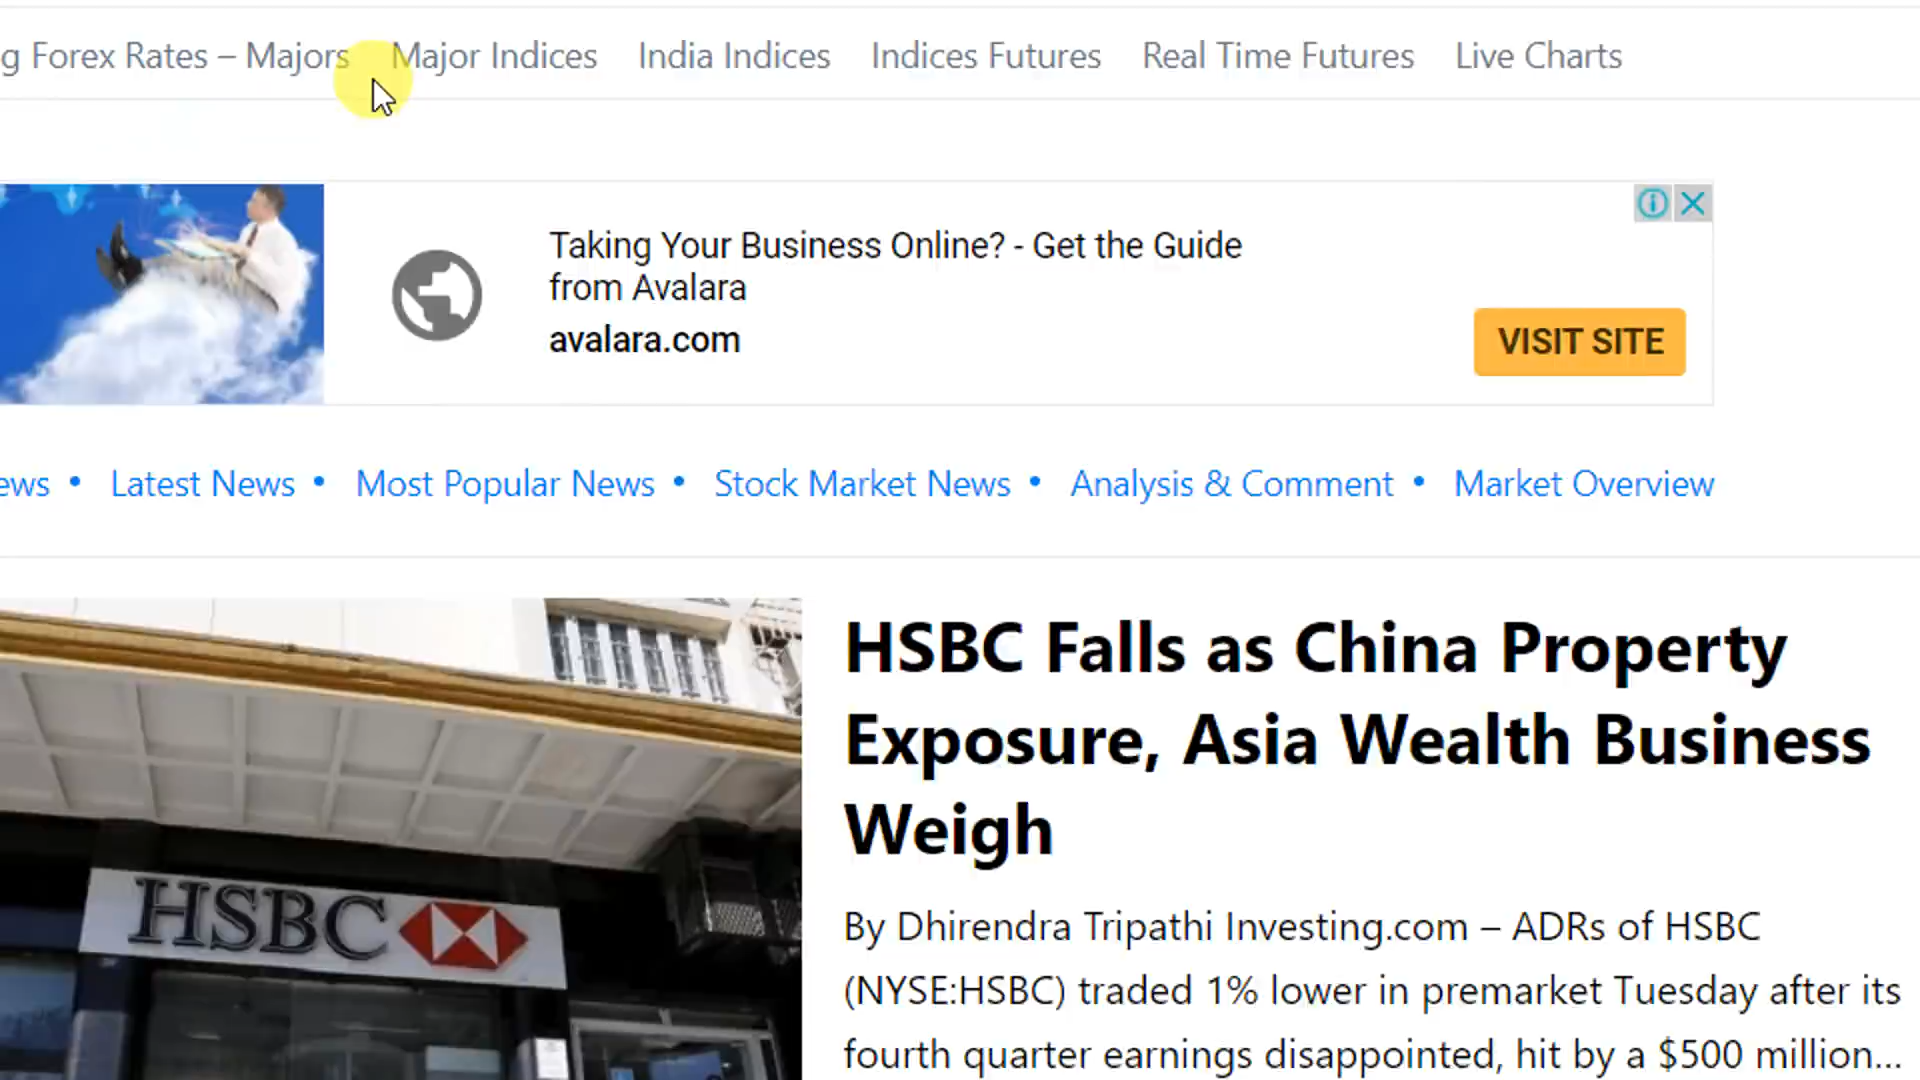 g Forex Rates – Majors Major Indices India Indices Indices Futures Real Time Futures Live Charts
Taking Your Business Online? - Get the Guide
from Avalara
avalara.com
VISIT SITE
ews • Latest News • Most Popular News • Stock Market News • Analysis & Comment • Market Overview
HSBC Falls as China Property
Exposure, Asia Wealth Business
Weigh
HSBC
By Dhirendra Tripathi Investing.com – ADRs of HSBC
(NYSE:HSBC) traded 1% lower in premarket Tuesday after its
fourth quarter earnings disappointed, hit by a $500 million...